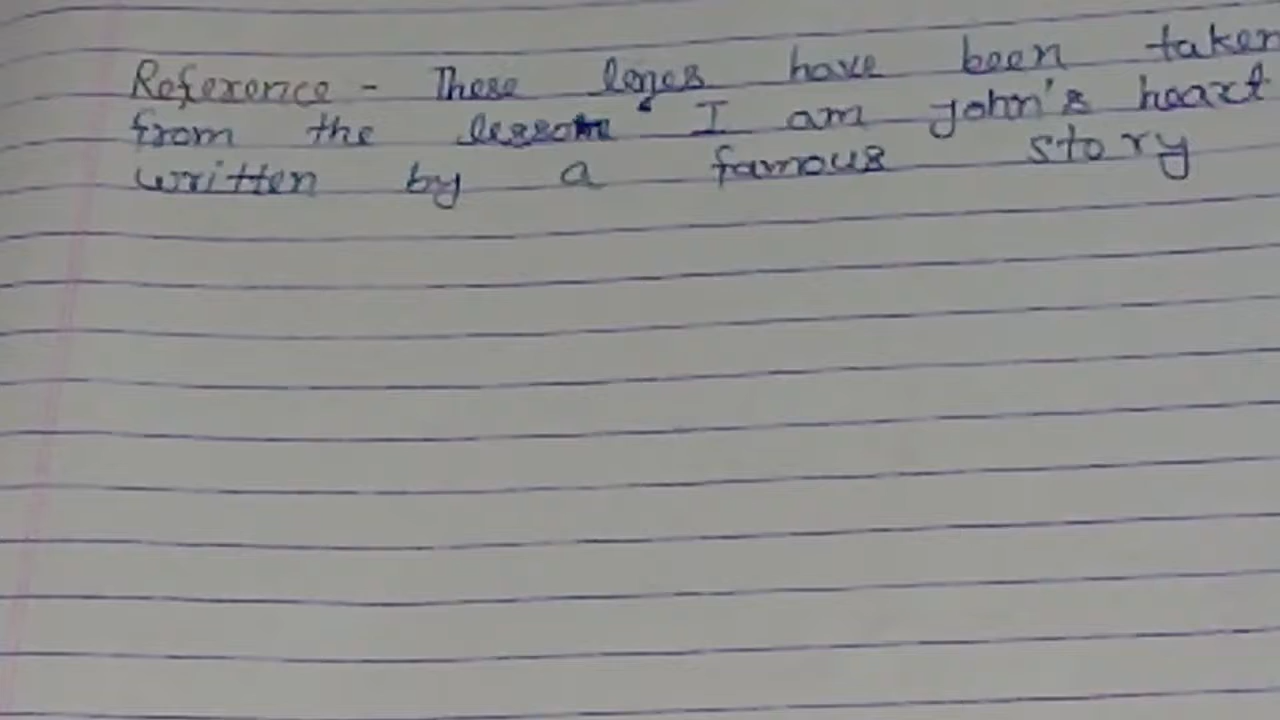 Reference - These lines have been taken
from the lesson "I am john's heart
written by a famous story